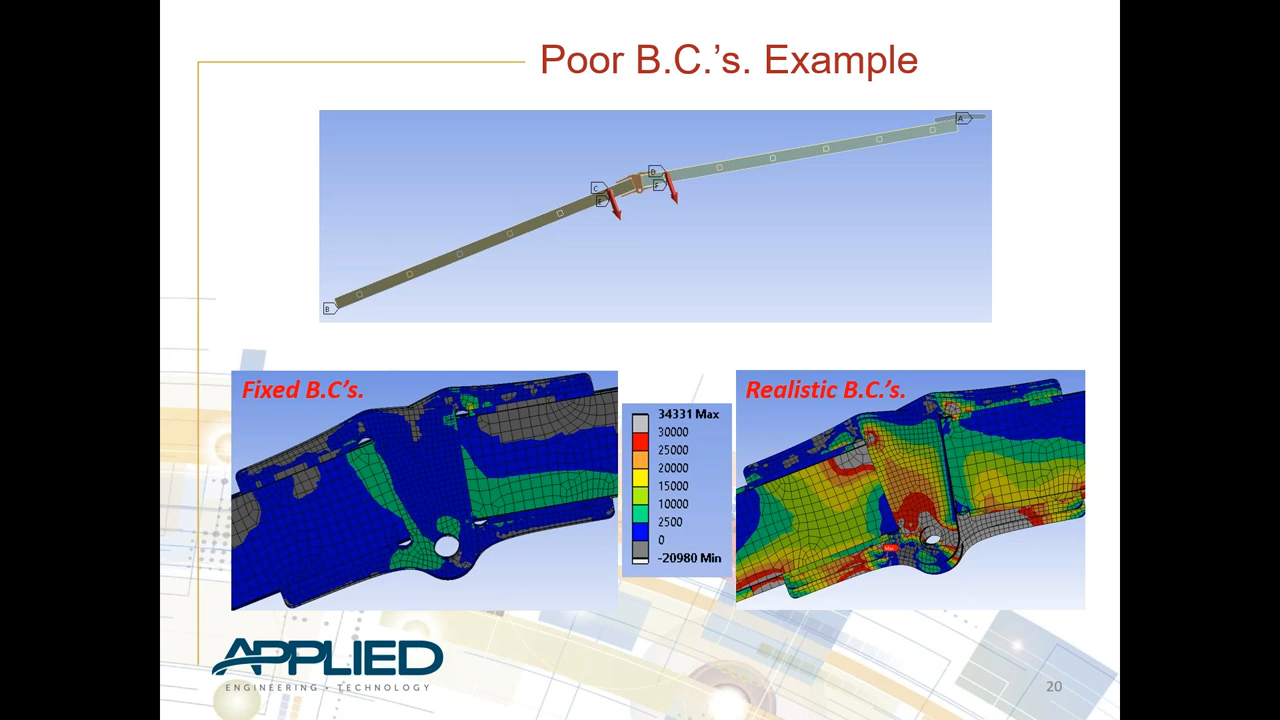 Poor B.C.'s. Example
A
D
F
C
E
B
Fixed B.C's.
34331 Max
30000
25000
20000
15000
10000
2500
0
-20980 Min
Realistic B.C.'s.
Max
APPLIED
ENGINEERING • TECHNOLOGY
20